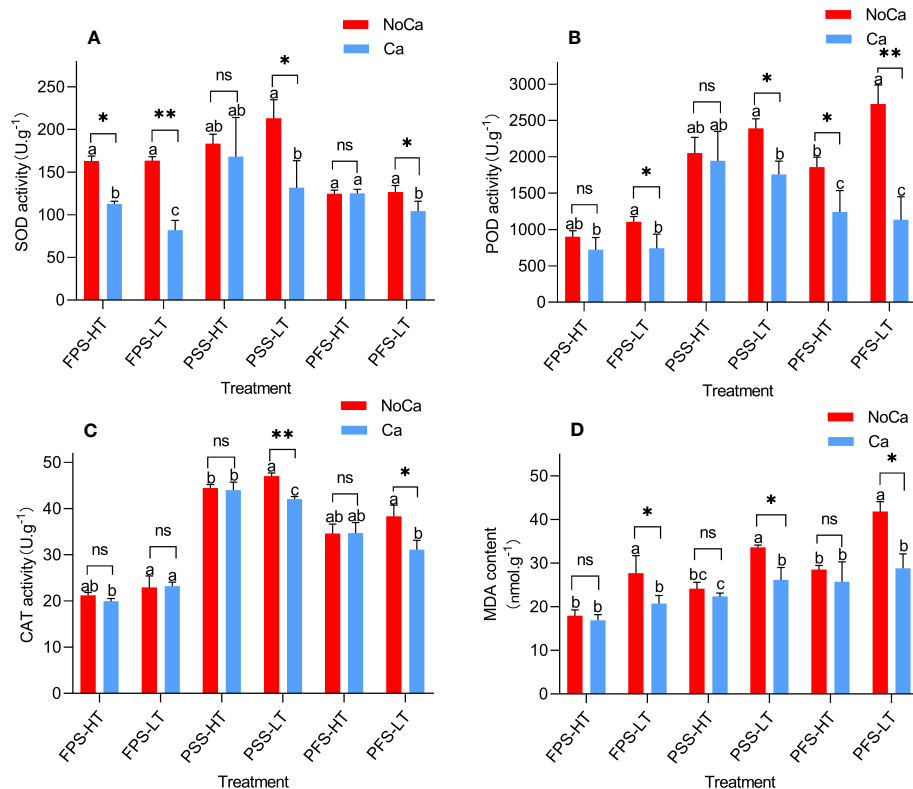 A
NoCa
Ca
SOD activity (U.g-1)
250
200
150
100
50
0
* ** ns * ns *
a b a c ab ab a b a a a b
FPS-HT FPS-LT PSS-HT PSS-LT PFS-HT PFS-LT
Treatment
B
NoCa
Ca
POD activity (U.g-1)
3000
2500
2000
1500
1000
500
0
ns * ns * * **
ab b a b ab ab a b b c a c
FPS-HT FPS-LT PSS-HT PSS-LT PFS-HT PFS-LT
Treatment
C
NoCa
Ca
CAT activity (U.g-1)
50
40
30
20
10
0
ns ns ns ** ns *
ab b a a b b a c ab ab a b
FPS-HT FPS-LT PSS-HT PSS-LT PFS-HT PFS-LT
Treatment
D
NoCa
Ca
MDA content
(nmol.g-1)
50
40
30
20
10
0
ns * ns * ns *
b b a b bc c a b b b a b
FPS-HT FPS-LT PSS-HT PSS-LT PFS-HT PFS-LT
Treatment